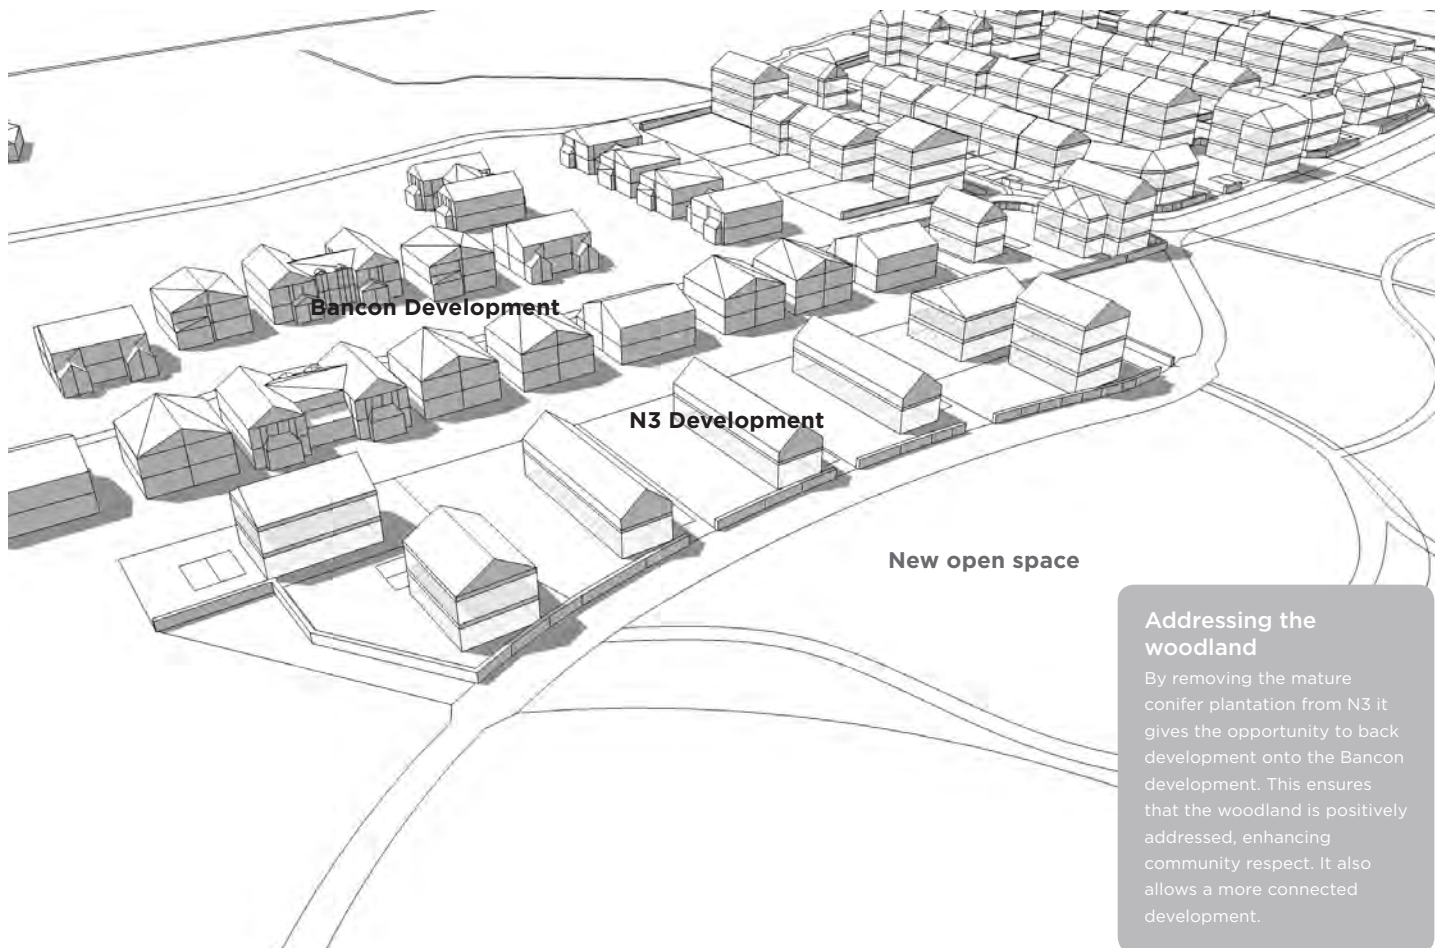 Bancon Development
N3 Development
New open space
Addressing the
woodland
By removing the mature
conifer plantation from N3 it
gives the opportunity to back
development onto the Bancon
development. This ensures
that the woodland is positively
addressed, enhancing
community respect. It also
allows a more connected
development.